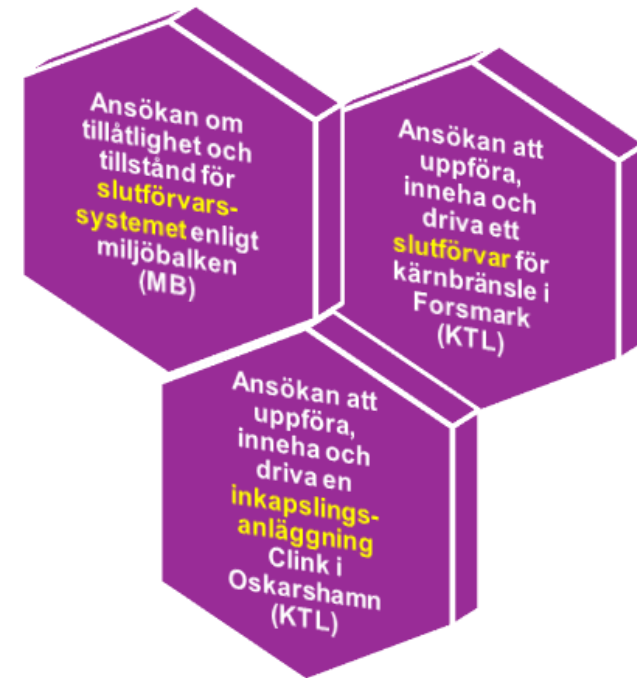 Ansökan om
tillåtlighet och
tillstånd för
slutförvars-
systemet enligt
miljöbalken
(MB)
Ansökan att
uppföra,
inneha och
driva ett
slutförvar för
kärnbränsle i
Forsmark
(KTL)
Ansökan att
uppföra,
inneha och
driva en
inkapslings-
anläggning
Clink i
Oskarshamn
(KTL)